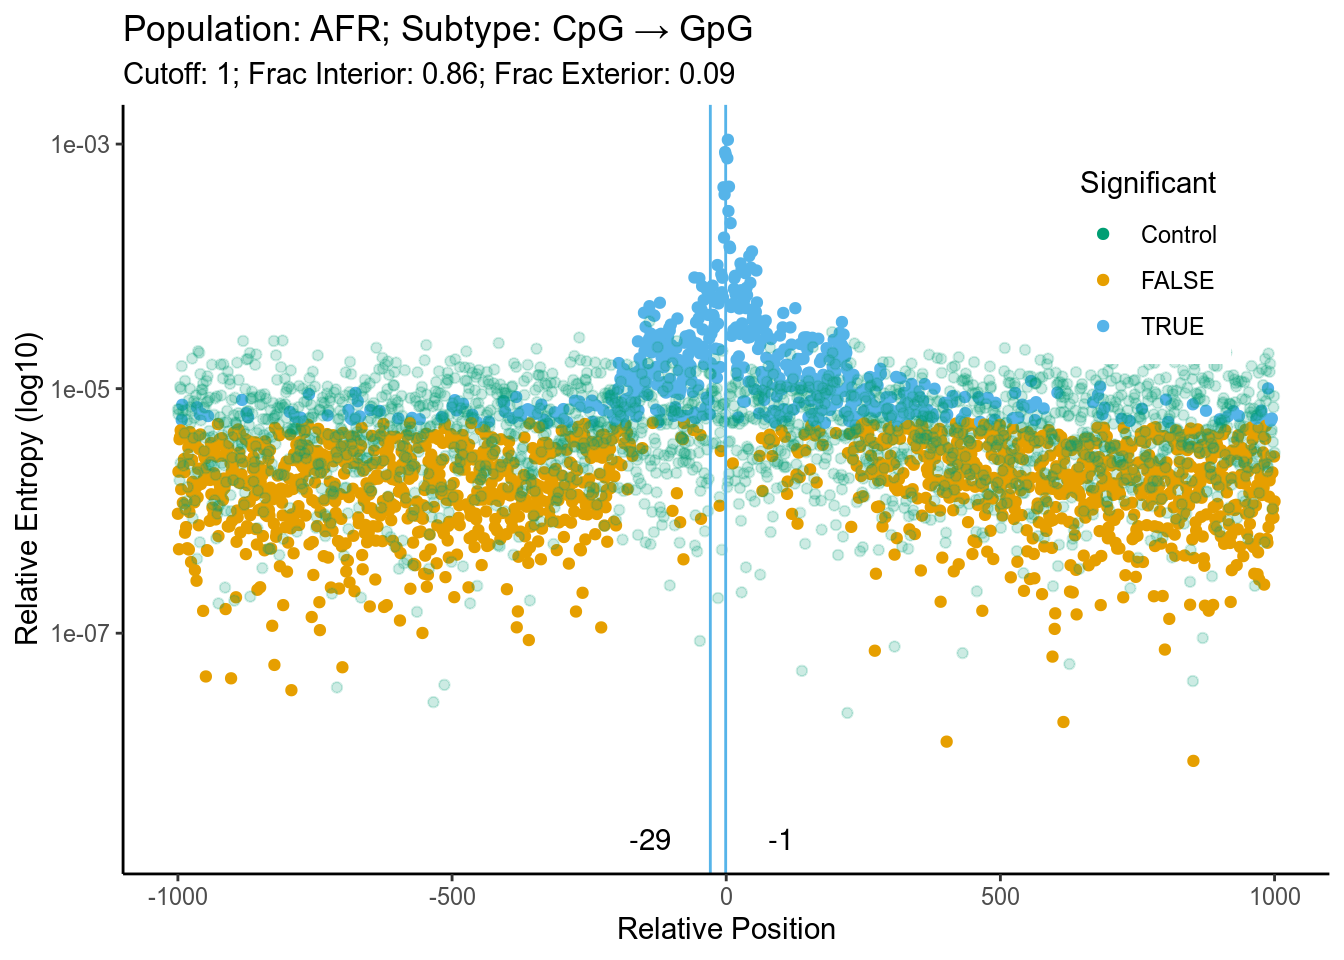 Population: AFR; Subtype: CpG → GpG
Cutoff: 1; Frac Interior: 0.86; Frac Exterior: 0.09
Relative Entropy (log10)
1e-03
1e-05
1e-07
Significant
Control
FALSE
TRUE
-29
-1
-1000
-500
0
500
1000
Relative Position